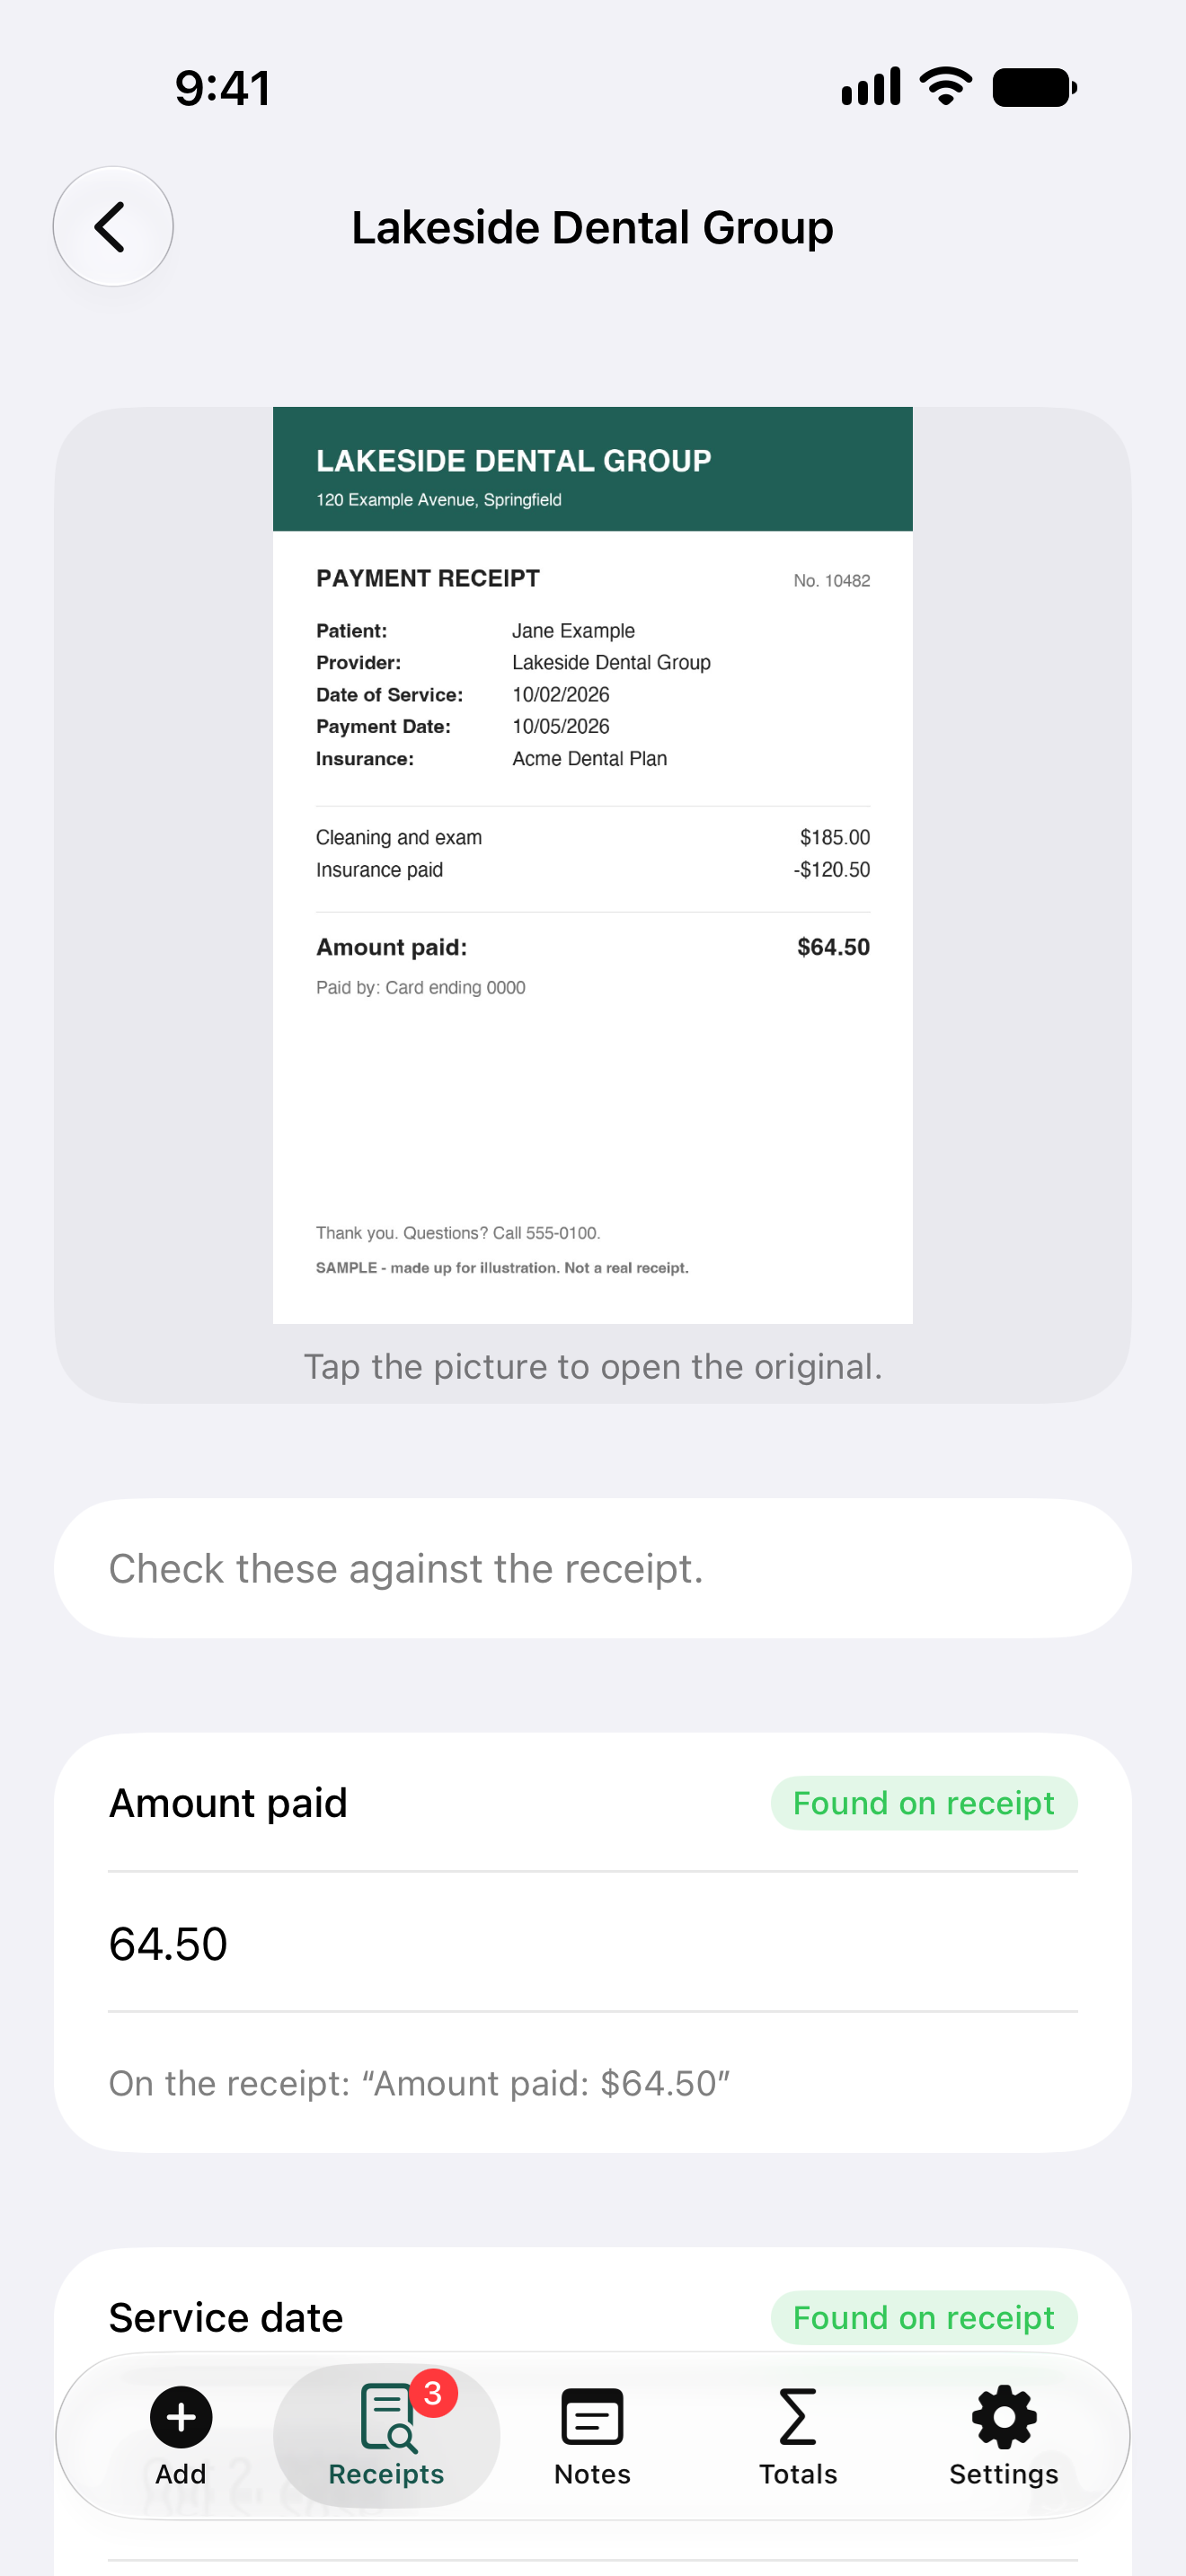 9:41
Lakeside Dental Group
LAKESIDE DENTAL GROUP
120 Example Avenue, Springfield
PAYMENT RECEIPT No. 10482
Patient: Jane Example
Provider: Lakeside Dental Group
Date of Service: 10/02/2026
Payment Date: 10/05/2026
Insurance: Acme Dental Plan
Cleaning and exam $185.00
Insurance paid -$120.50
Amount paid: $64.50
Paid by: Card ending 0000
Thank you. Questions? Call 555-0100.
SAMPLE - made up for illustration. Not a real receipt.
Tap the picture to open the original.
Check these against the receipt.
Amount paid Found on receipt
64.50
On the receipt: “Amount paid: $64.50”
Service date Found on receipt
3
Add Receipts Notes Totals Settings